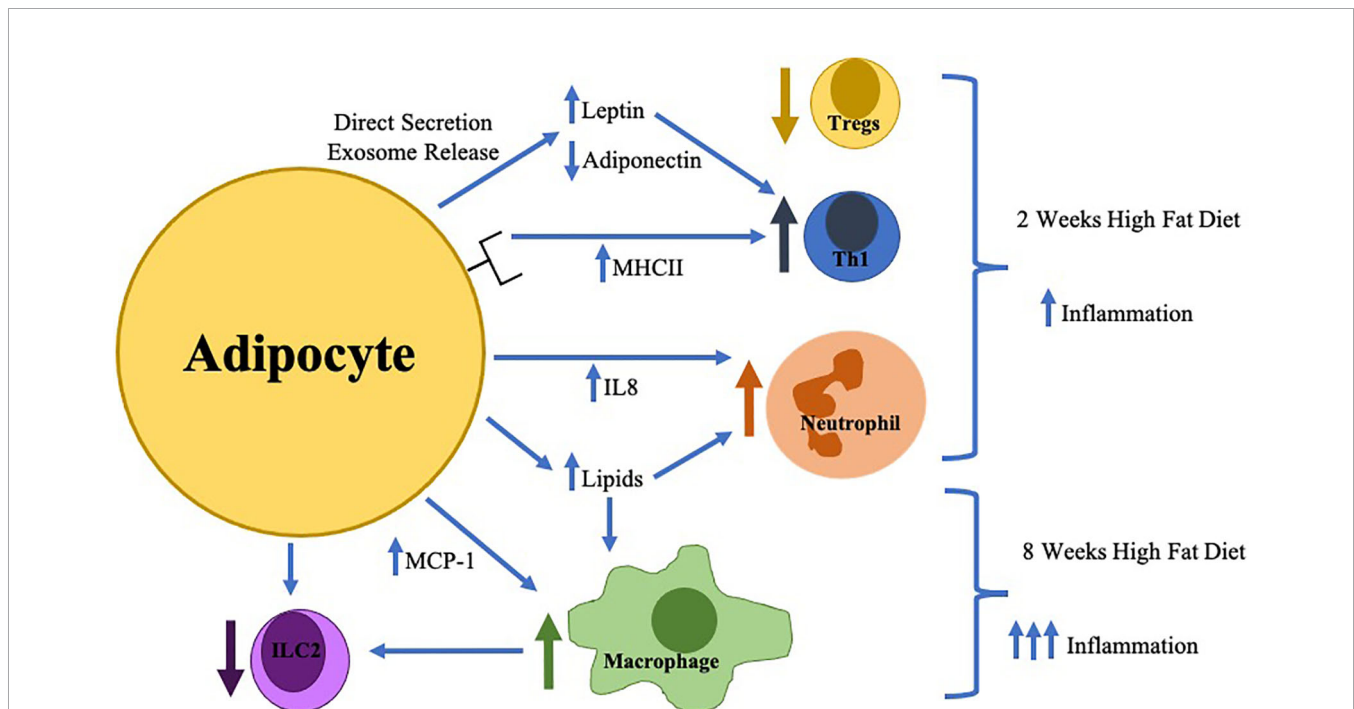 Direct Secretion
Exosome Release
Leptin
Adiponectin
Tregs
MHCII
Th1
2 Weeks High Fat Diet
Inflammation
Adipocyte
IL8
Neutrophil
Lipids
MCP-1
ILC2
Macrophage
8 Weeks High Fat Diet
Inflammation